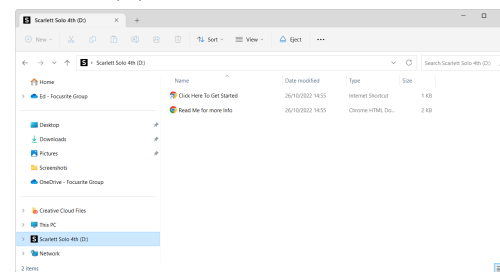 Scarlett Solo 4th (D:)
New
Sort
View
Eject
Scarlett Solo 4th (D:)
Search Scarlett Solo 4th (D:)
Home
Ed - Focusrite Group
Desktop
Downloads
Pictures
Screenshots
OneDrive - Focusrite Group
Creative Cloud Files
This PC
Scarlett Solo 4th (D:)
Network
Name Date modified Type Size
Click Here To Get Started 26/10/2022 14:55 Internet Shortcut 1 KB
Read Me for more Info 26/10/2022 14:55 Chrome HTML Do... 2 KB
2 items